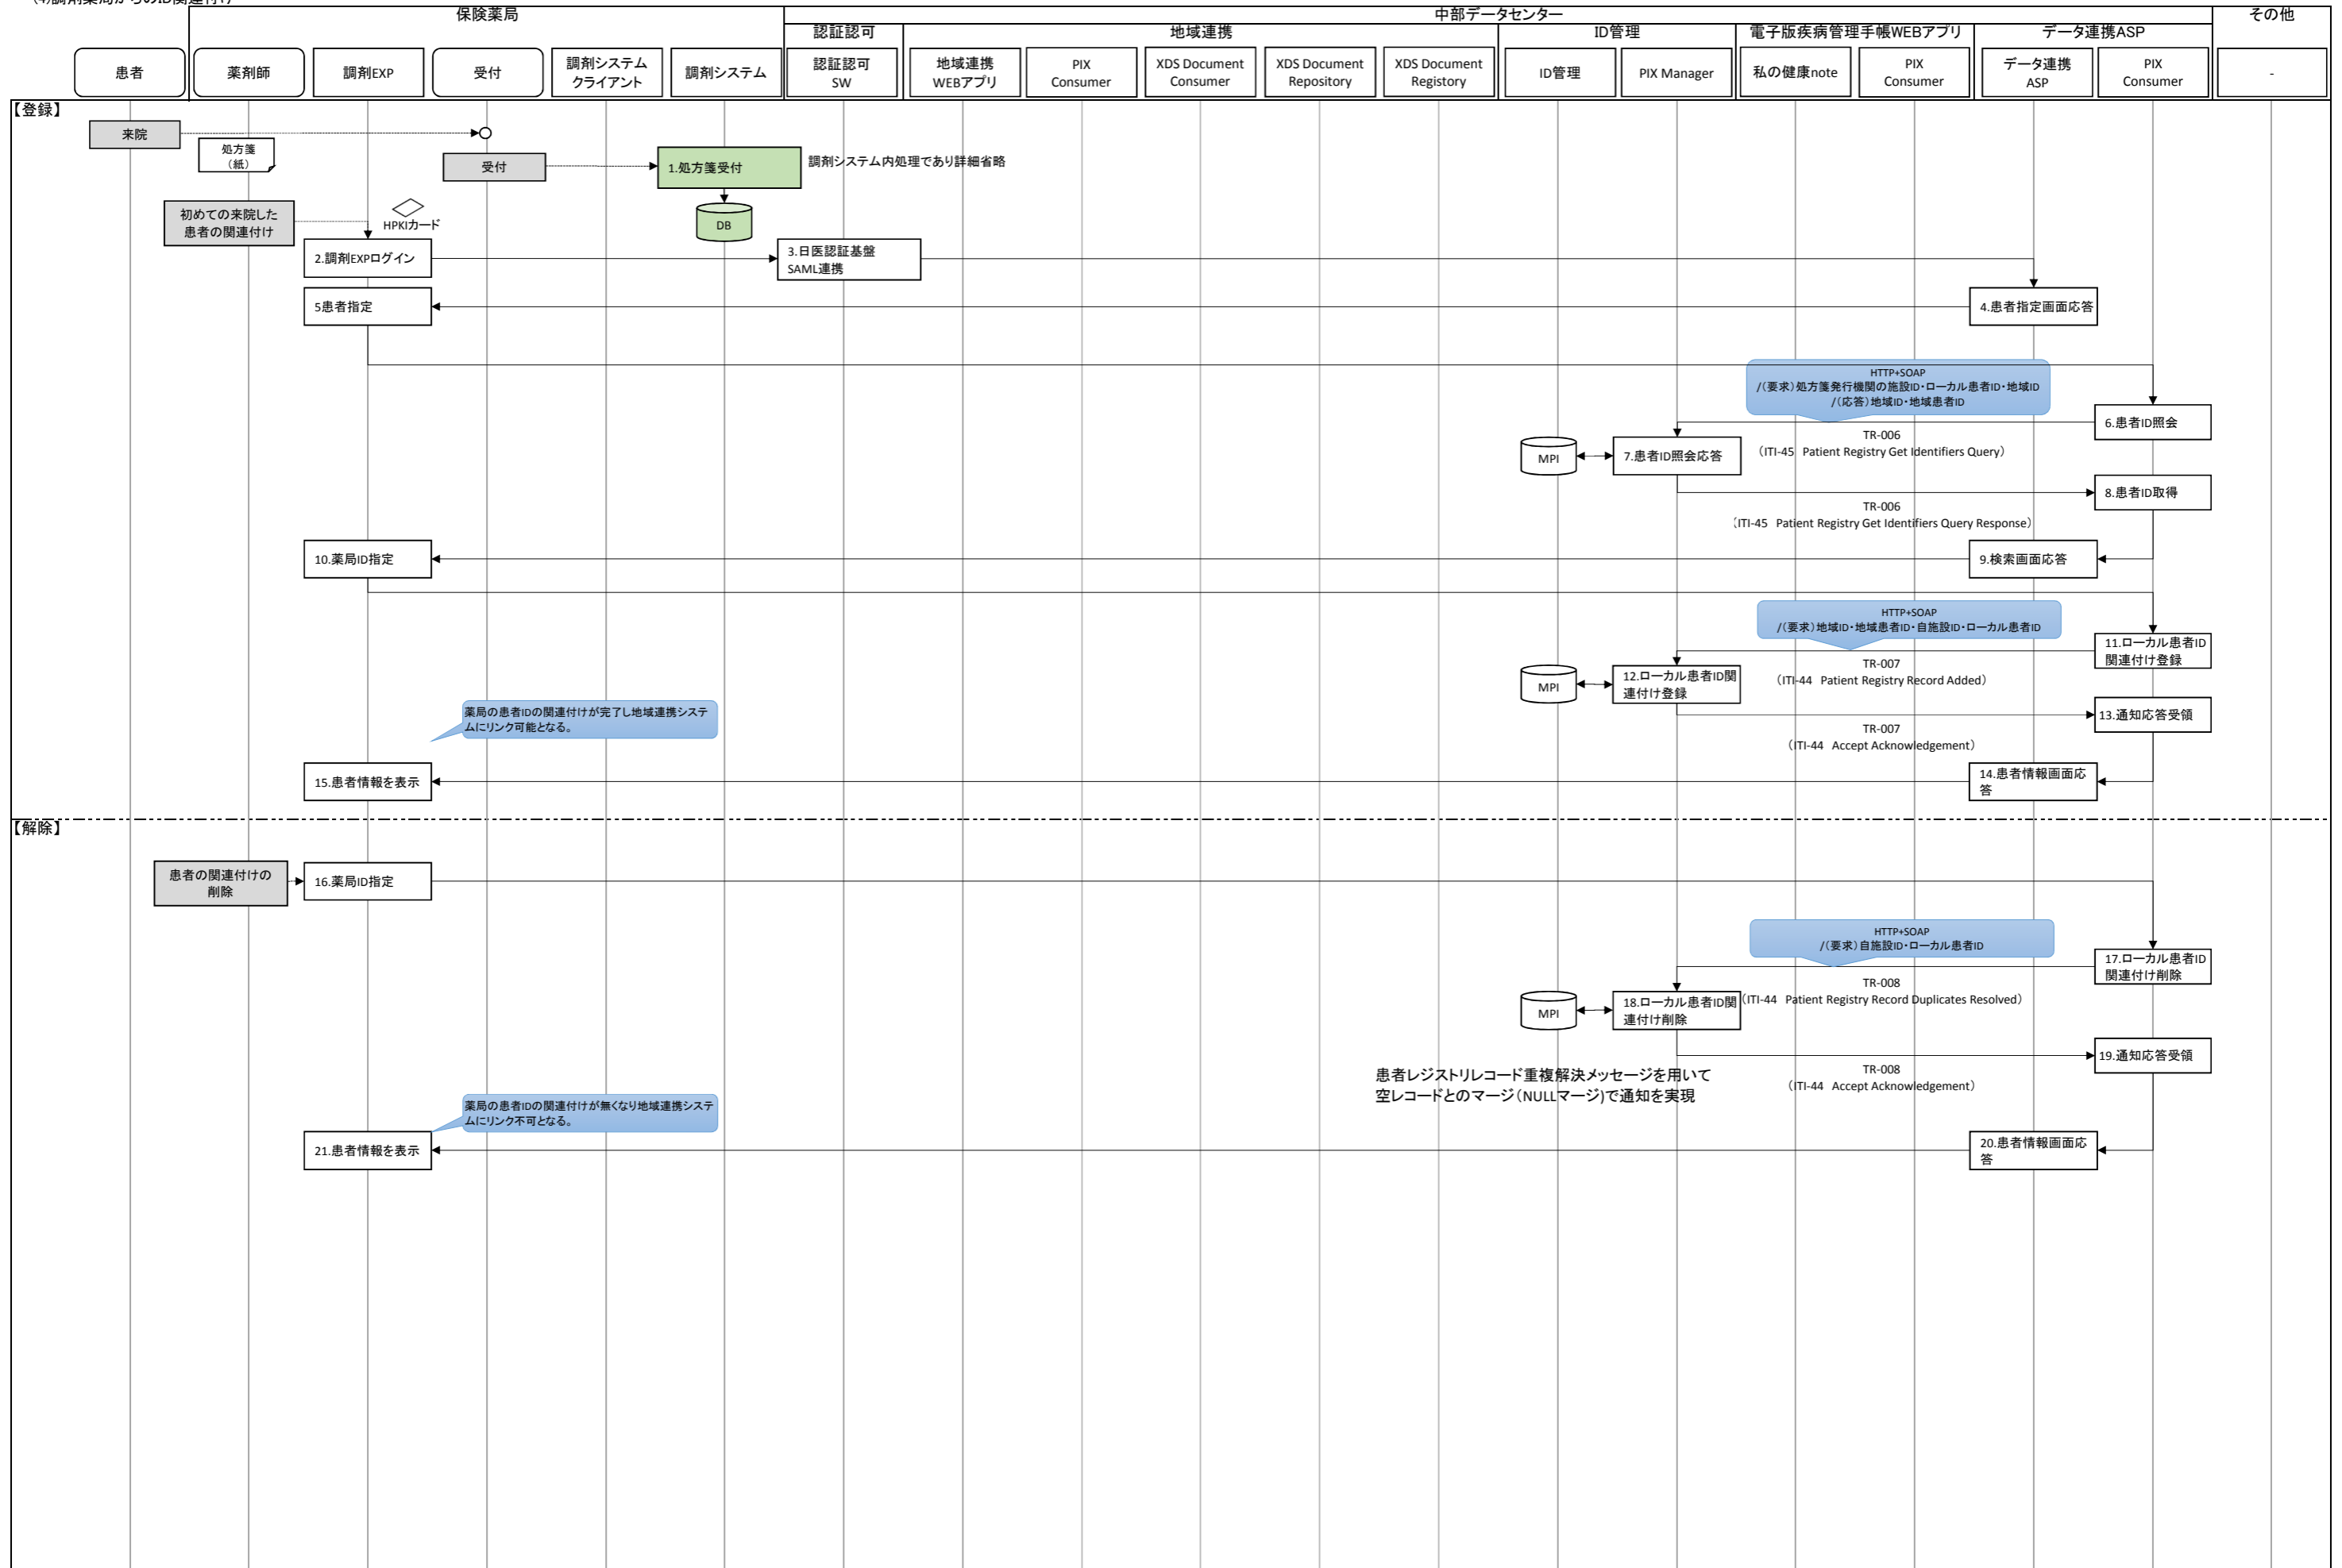 (4)調剤薬局からのID関連付け
保険薬局
中部データセンター
その他
認証認可
地域連携
ID管理
電子版疾病管理手帳WEBアプリ
データ連携ASP
患者
薬剤師
調剤EXP
受付
調剤システム
クライアント
調剤システム
認証認可
SW
地域連携
WEBアプリ
PIX
Consumer
XDS Document
Consumer
XDS Document
Repository
XDS Document
Registory
ID管理
PIX Manager
私の健康note
PIX
Consumer
データ連携
ASP
PIX
Consumer
-
【登録】
来院
処方箋
(紙)
受付
1.処方箋受付
調剤システム内処理であり詳細省略
DB
初めての来院した
患者の関連付け
HPKIカード
2.調剤EXPログイン
3.日医認証基盤
SAML連携
5患者指定
4.患者指定画面応答
HTTP+SOAP
/(要求)処方箋発行機関の施設ID・ローカル患者ID・地域ID
/(応答)地域ID・地域患者ID
6.患者ID照会
MPI
7.患者ID照会応答
TR-006
(ITI-45 Patient Registry Get Identifiers Query)
8.患者ID取得
TR-006
(ITI-45 Patient Registry Get Identifiers Query Response)
10.薬局ID指定
9.検索画面応答
HTTP+SOAP
/(要求)地域ID・地域患者ID・自施設ID・ローカル患者ID
11.ローカル患者ID
関連付け登録
MPI
12.ローカル患者ID関
連付け登録
TR-007
(ITI-44 Patient Registry Record Added)
薬局の患者IDの関連付けが完了し地域連携システ
ムにリンク可能となる。
13.通知応答受領
TR-007
(ITI-44 Accept Acknowledgement)
15.患者情報を表示
14.患者情報画面応
答
【解除】
患者の関連付けの
削除
16.薬局ID指定
HTTP+SOAP
/(要求)自施設ID・ローカル患者ID
17.ローカル患者ID
関連付け削除
MPI
18.ローカル患者ID関
連付け削除
TR-008
(ITI-44 Patient Registry Record Duplicates Resolved)
19.通知応答受領
患者レジストリレコード重複解決メッセージを用いて
空レコードとのマージ(NULLマージ)で通知を実現
TR-008
(ITI-44 Accept Acknowledgement)
薬局の患者IDの関連付けが無くなり地域連携システ
ムにリンク不可となる。
21.患者情報を表示
20.患者情報画面応
答